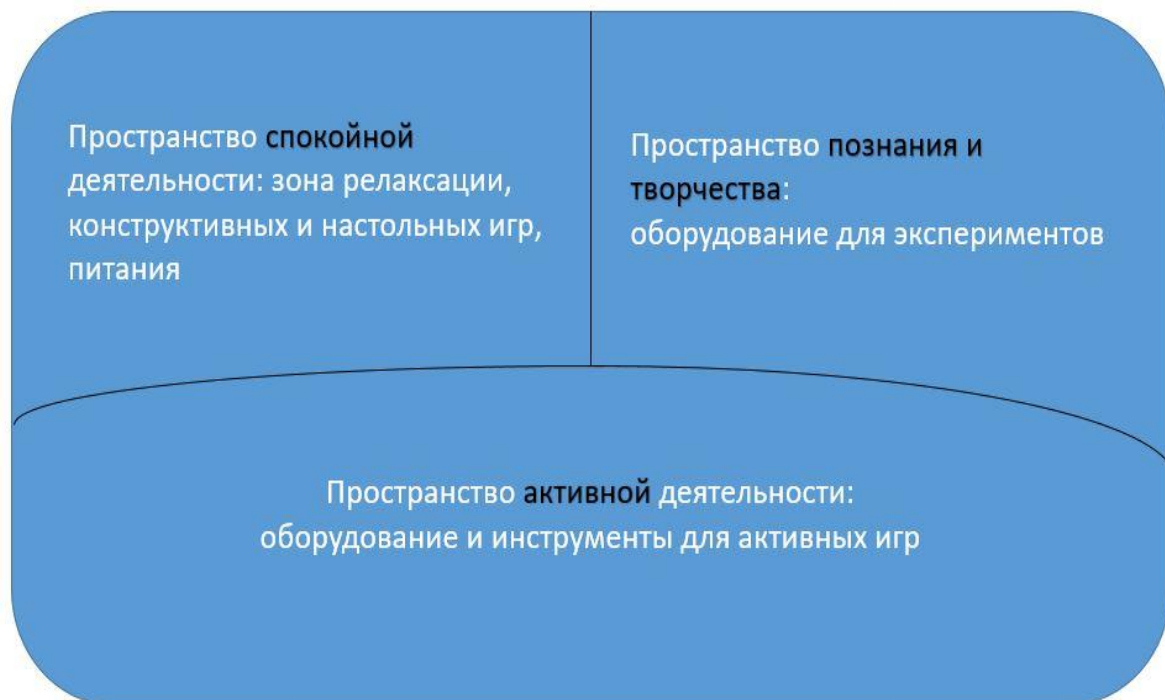 Пространство спокойной
деятельности: зона релаксации,
конструктивных и настольных игр,
питания
Пространство познания и
творчества:
оборудование для экспериментов
Пространство активной деятельности:
оборудование и инструменты для активных игр